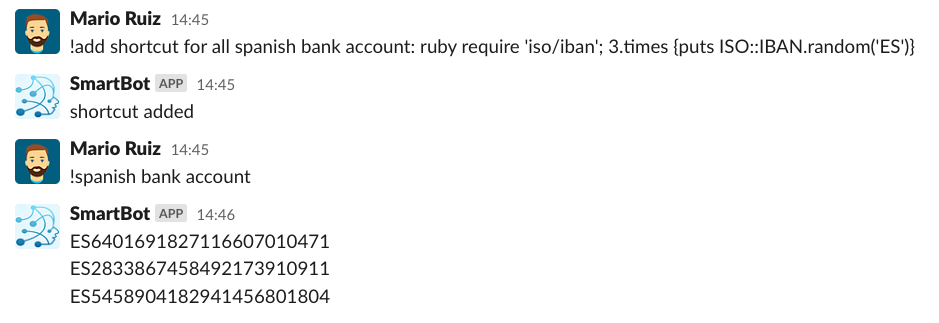 Mario Ruiz 14:45
!add shortcut for all spanish bank account: ruby require 'iso/iban'; 3.times {puts ISO::IBAN.random('ES')}
SmartBot APP 14:45
shortcut added
Mario Ruiz 14:45
!spanish bank account
SmartBot APP 14:46
ES6401691827116607010471
ES2833867458492173910911
ES5458904182941456801804